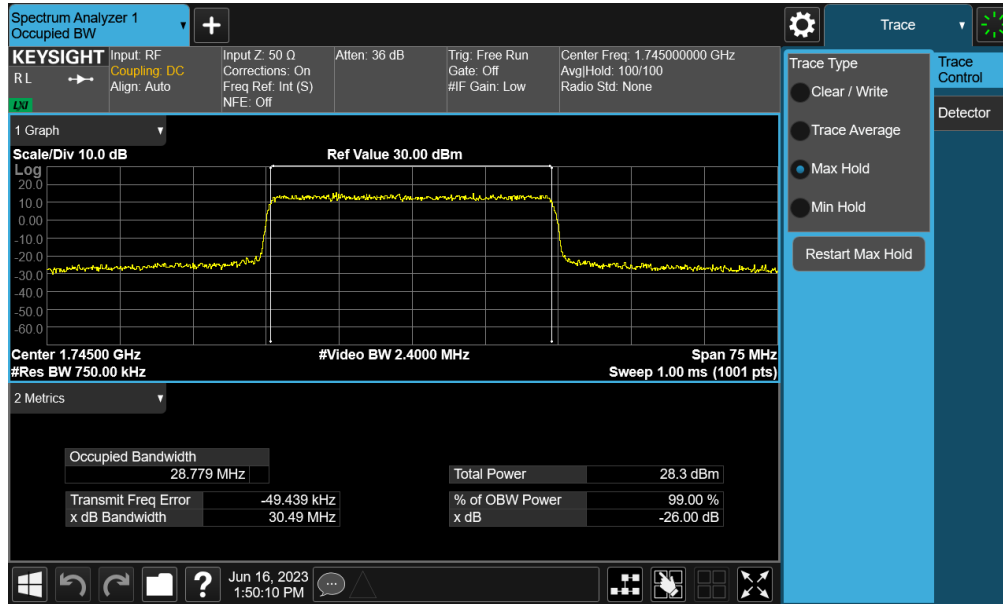 Spectrum Analyzer 1
Occupied BW
+
Trace
KEYSIGHT
R L
LXI
Input: RF
Coupling: DC
Align: Auto
Input Z: 50 Ω
Corrections: On
Freq Ref: Int (S)
NFE: Off
Atten: 36 dB
Trig: Free Run
Gate: Off
#IF Gain: Low
Center Freq: 1.745000000 GHz
Avg|Hold: 100/100
Radio Std: None
Trace Type
Clear / Write
Trace Average
Max Hold
Min Hold
Restart Max Hold
Trace
Control
Detector
1 Graph
Scale/Div 10.0 dB
Ref Value 30.00 dBm
Log
20.0
10.0
0.00
-10.0
-20.0
-30.0
-40.0
-50.0
-60.0
Center 1.74500 GHz
#Video BW 2.4000 MHz
Span 75 MHz
#Res BW 750.00 kHz
Sweep 1.00 ms (1001 pts)
2 Metrics
Occupied Bandwidth
28.779 MHz
Total Power 28.3 dBm
Transmit Freq Error -49.439 kHz
% of OBW Power 99.00 %
x dB Bandwidth 30.49 MHz
x dB -26.00 dB
?
Jun 16, 2023
1:50:10 PM